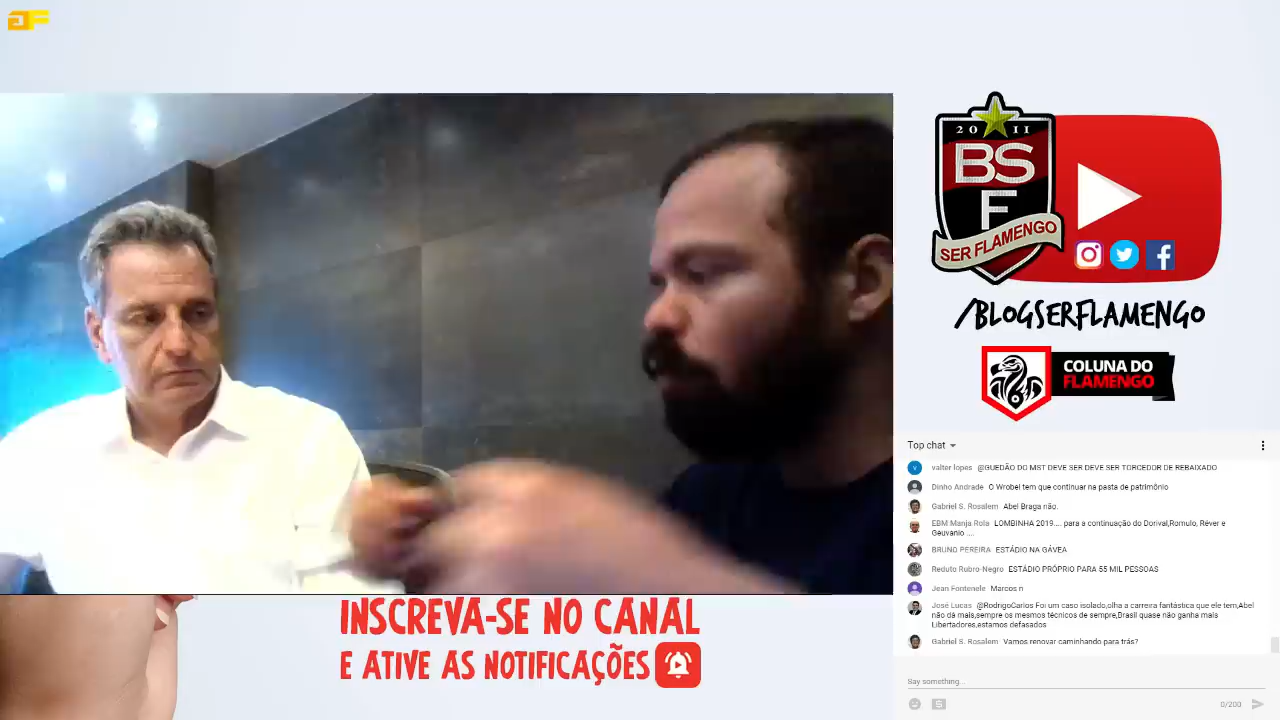 GF
20 11
BS
F
SER FLAMENGO
/BLOGSERFLAMENGO
COLUNA DO
FLAMENGO
Top chat
valter lopes @GUEDÃO DO MST DEVE SER DEVE SER TORCEDOR DE REBAIXADO
Dinho Andrade O Wrobel tem que continuar na pasta de patrimônio
Gabriel S. Rosalem Abel Braga não.
EBM Manja Rola LOMBINHA 2019.... para a continuação do Dorival,Romulo, Réver e
Geuvanio ....
BRUNO PEREIRA ESTÁDIO NA GÁVEA
Reduto Rubro-Negro ESTÁDIO PRÓPRIO PARA 55 MIL PESSOAS
Jean Fontenele Marcos n
José Lucas @RodrigoCarlos Foi um caso isolado,olha a carreira fantástica que ele tem,Abel
não dá mais,sempre os mesmos técnicos de sempre,Brasil quase não ganha mais
Libertadores,estamos defasados
Gabriel S. Rosalem Vamos renovar caminhando para trás?
Say something...
0/200
INSCREVA-SE NO CANAL
E ATIVE AS NOTIFICAÇÕES